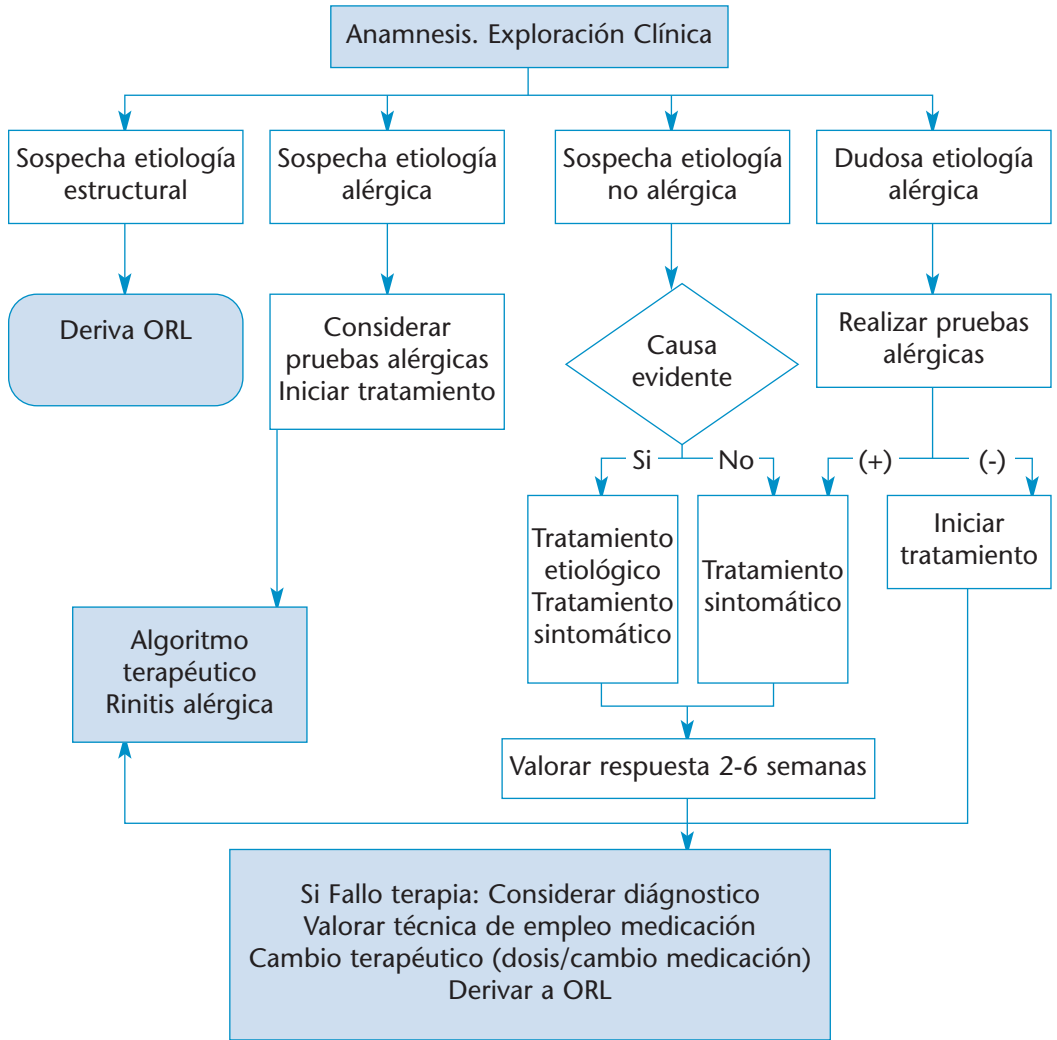 Anamnesis. Exploración Clínica
Sospecha etiología
estructural
Sospecha etiología
alérgica
Sospecha etiología
no alérgica
Dudosa etiología
alérgica
Deriva ORL
Considerar
pruebas alérgicas
Iniciar tratamiento
Causa
evidente
Realizar pruebas
alérgicas
Si
No
(+)
(-)
Tratamiento
etiológico
Tratamiento
sintomático
Tratamiento
sintomático
Iniciar
tratamiento
Algoritmo
terapéutico
Rinitis alérgica
Valorar respuesta 2-6 semanas
Si Fallo terapia: Considerar diágnostico
Valorar técnica de empleo medicación
Cambio terapéutico (dosis/cambio medicación)
Derivar a ORL